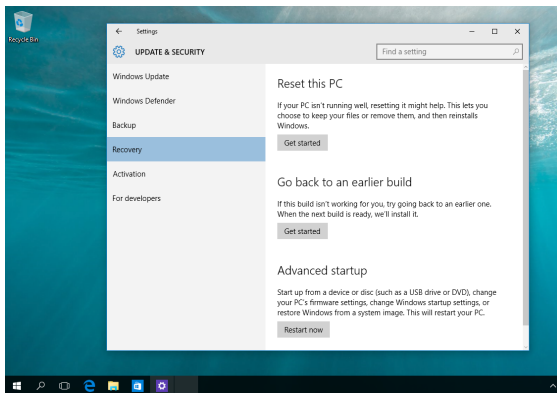 Recycle Bin
Settings
UPDATE & SECURITY
Find a setting
Windows Update
Windows Defender
Backup
Recovery
Activation
For developers
Reset this PC
If your PC isn't running well, resetting it might help. This lets you
choose to keep your files or remove them, and then reinstalls
Windows.
Get started
Go back to an earlier build
If this build isn't working for you, try going back to an earlier one.
When the next build is ready, we'll install it.
Get started
Advanced startup
Start up from a device or disc (such as a USB drive or DVD), change
your PC's firmware settings, change Windows startup settings, or
restore Windows from a system image. This will restart your PC.
Restart now